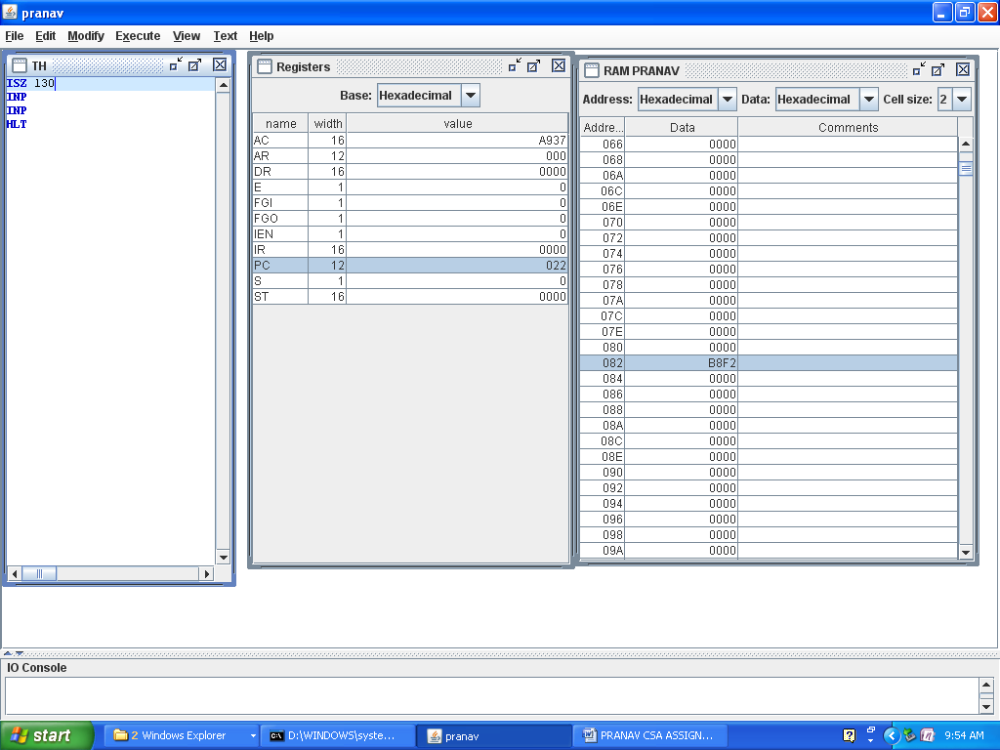 pranav
File Edit Modify Execute View Text Help
TH
ISZ 130
INP
INP
HLT
Registers
Base: Hexadecimal
name width value
AC 16 A937
AR 12 000
DR 16 0000
E 1 0
FGI 1 0
FGO 1 0
IEN 1 0
IR 16 0000
PC 12 022
S 1 0
ST 16 0000
RAM PRANAV
Address: Hexadecimal Data: Hexadecimal Cell size: 2
Addre... Data Comments
066 0000
068 0000
06A 0000
06C 0000
06E 0000
070 0000
072 0000
074 0000
076 0000
078 0000
07A 0000
07C 0000
07E 0000
080 0000
082 B8F2
084 0000
086 0000
088 0000
08A 0000
08C 0000
08E 0000
090 0000
092 0000
094 0000
096 0000
098 0000
09A 0000
IO Console
start 2 Windows Explorer D:\WINDOWS\syste... pranav PRANAV CSA ASSIGN... 9:54 AM